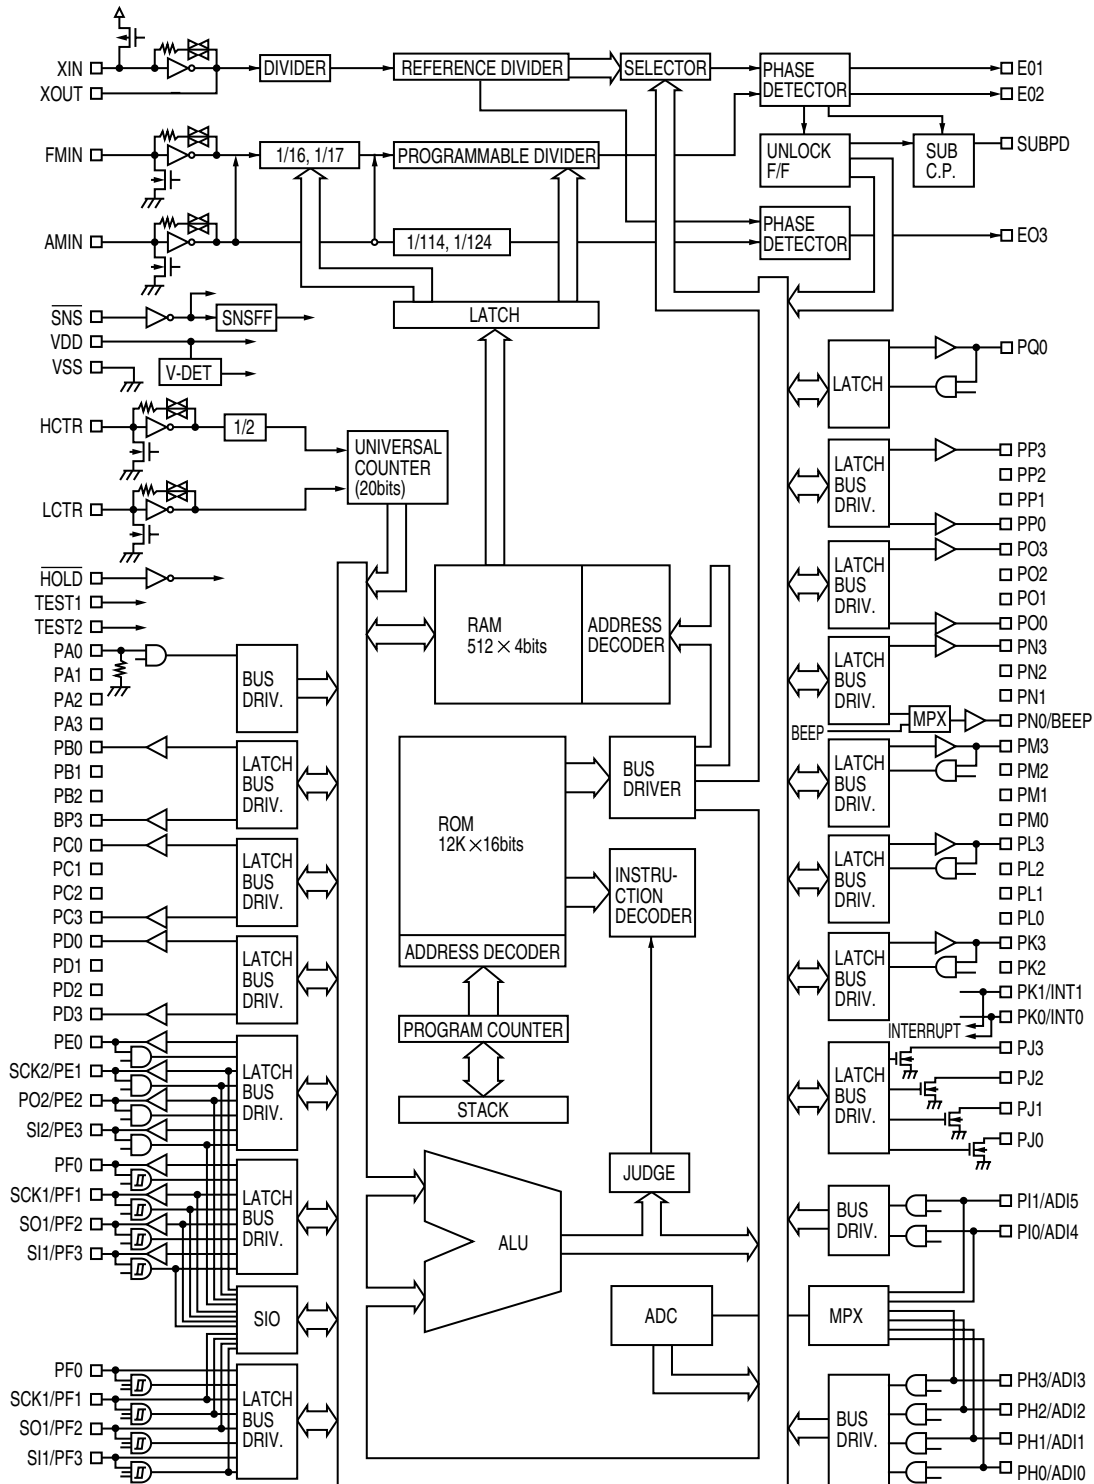 XIN
DIVIDER
REFERENCE DIVIDER
SELECTOR
PHASE
DETECTOR
E01
XOUT
E02
FMIN
1/16, 1/17
PROGRAMMABLE DIVIDER
UNLOCK
F/F
SUB
C.P.
SUBPD
AMIN
1/114, 1/124
PHASE
DETECTOR
EO3
SNS
SNSFF
LATCH
VDD
VSS
V-DET
LATCH
PQ0
HCTR
1/2
UNIVERSAL
COUNTER
(20bits)
LCTR
LATCH
BUS
DRIV.
PP3
PP2
PP1
PP0
HOLD
TEST1
TEST2
RAM
512 × 4bits
ADDRESS
DECODER
LATCH
BUS
DRIV.
PO3
PO2
PO1
PO0
PA0
PA1
PA2
PA3
BUS
DRIV.
LATCH
BUS
DRIV.
PN3
PN2
PN1
PN0/BEEP
MPX
BEEP
PB0
PB1
PB2
BP3
LATCH
BUS
DRIV.
ROM
12K ×16bits
BUS
DRIVER
LATCH
BUS
DRIV.
PM3
PM2
PM1
PM0
PC0
PC1
PC2
PC3
LATCH
BUS
DRIV.
INSTRU-
CTION
DECODER
LATCH
BUS
DRIV.
PL3
PL2
PL1
PL0
PD0
PD1
PD2
PD3
LATCH
BUS
DRIV.
ADDRESS DECODER
PROGRAM COUNTER
STACK
LATCH
BUS
DRIV.
PK3
PK2
PK1/INT1
PK0/INT0
INTERRUPT
PE0
SCK2/PE1
PO2/PE2
SI2/PE3
LATCH
BUS
DRIV.
LATCH
BUS
DRIV.
PJ3
PJ2
PJ1
PJ0
PF0
SCK1/PF1
SO1/PF2
SI1/PF3
LATCH
BUS
DRIV.
JUDGE
ALU
BUS
DRIV.
PI1/ADI5
PI0/ADI4
SIO
ADC
MPX
PF0
SCK1/PF1
SO1/PF2
SI1/PF3
LATCH
BUS
DRIV.
BUS
DRIV.
PH3/ADI3
PH2/ADI2
PH1/ADI1
PH0/ADI0